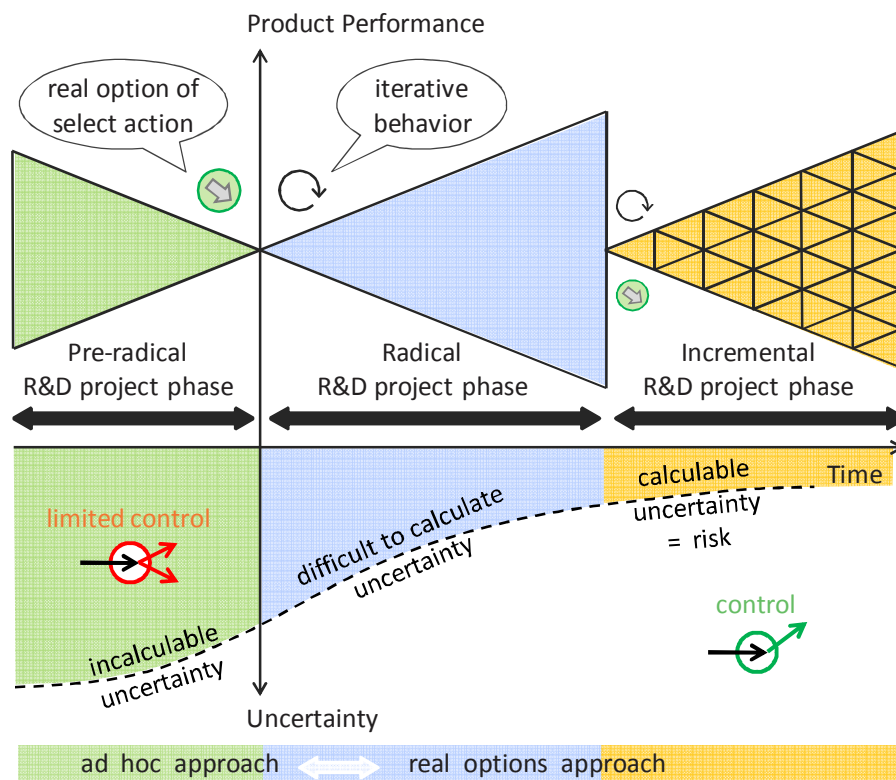 Product Performance
real option of
select action
iterative
behavior
Pre-radical
R&D project phase
Radical
R&D project phase
Incremental
R&D project phase
Time
limited control
incalculable
uncertainty
difficult to calculate
uncertainty
calculable
uncertainty
= risk
control
Uncertainty
ad hoc approach
real options approach